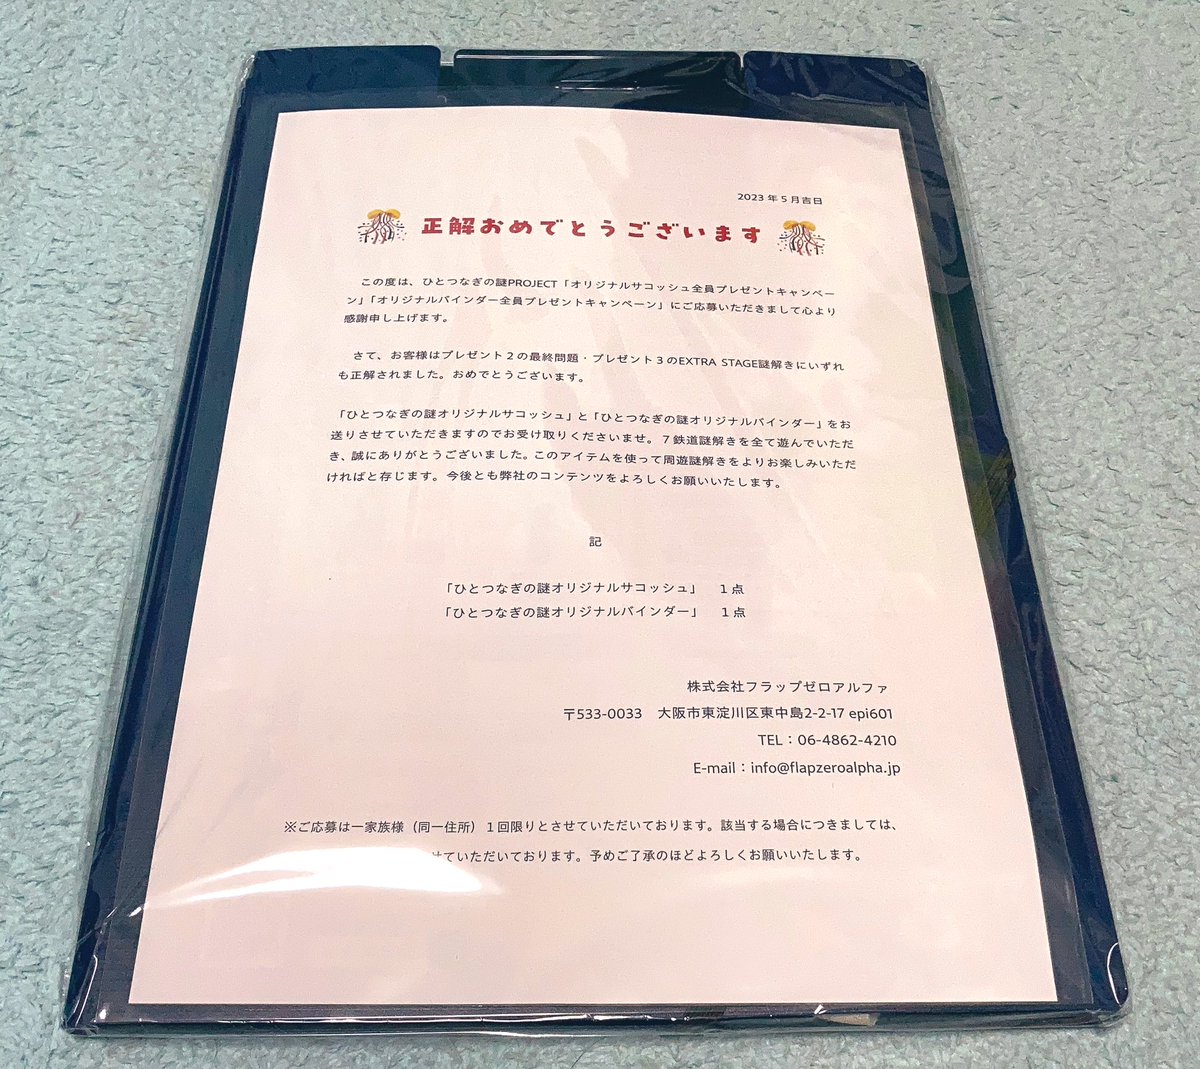 2023年5月吉日
正解おめでとうございます
この度は、ひとつなぎの謎PROJECT「オリジナルサコッシュ全員プレゼントキャンペー
ン」「オリジナルバインダー全員プレゼントキャンペーン」にご応募いただきまして心より
感謝申し上げます。
さて、お客様はプレゼント２の最終問題・プレゼント３のEXTRA STAGE謎解きにいずれ
も正解されました。おめでとうございます。
「ひとつなぎの謎オリジナルサコッシュ」と「ひとつなぎの謎オリジナルバインダー」をお
送りさせていただきますのでお受け取りくださいませ。７鉄道謎解きを全て遊んでいただ
き、誠にありがとうございました。このアイテムを使って周遊謎解きをよりお楽しみいただ
ければと存じます。今後とも弊社のコンテンツをよろしくお願いいたします。
記
「ひとつなぎの謎オリジナルサコッシュ」　１点
「ひとつなぎの謎オリジナルバインダー」　１点
株式会社フラップゼロアルファ
〒533-0033　大阪市東淀川区東中島2-2-17 epi601
TEL：06-4862-4210
E-mail：info@flapzeroalpha.jp
※ご応募は一家族様（同一住所）１回限りとさせていただいております。該当する場合につきましては、
せていただいております。予めご了承のほどよろしくお願いいたします。